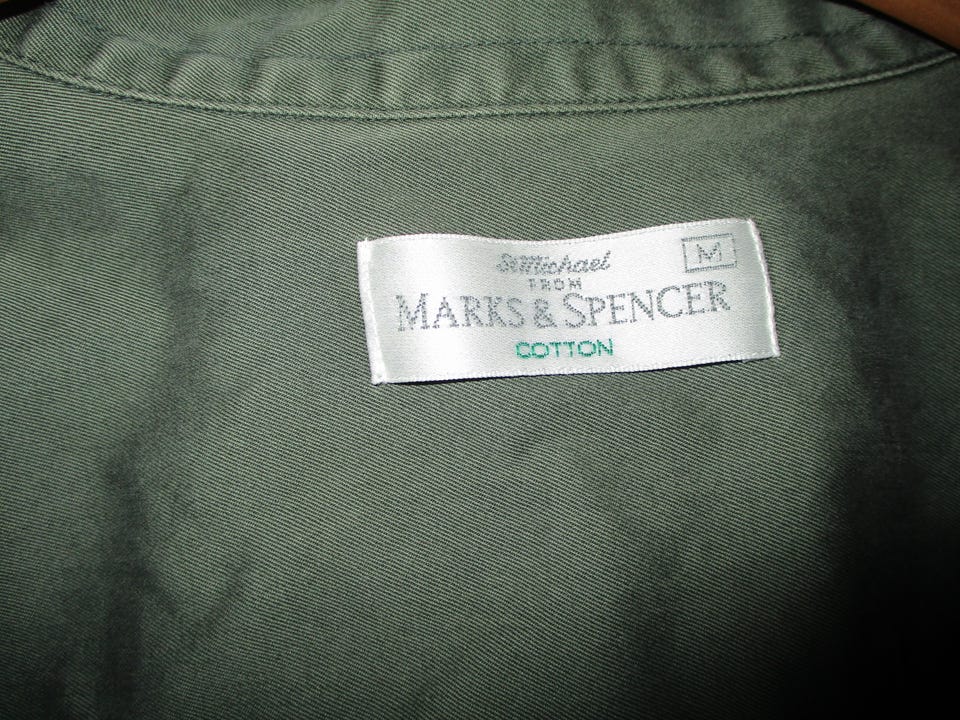 St Michael
M
FROM
MARKS & SPENCER
COTTON